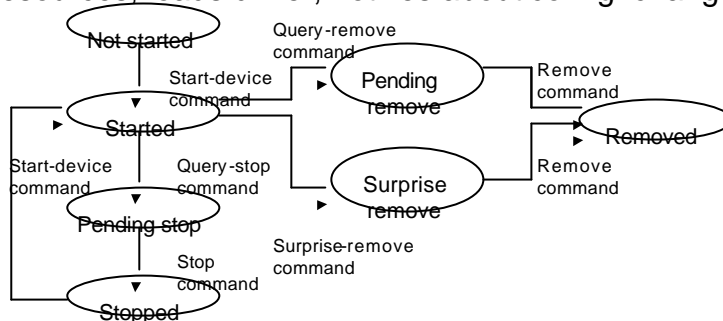 Not started
Query-remove
command
Start-device
command
Pending
remove
Remove
command
Started
Removed
Start-device
command
Query-stop
command
Surprise
remove
Remove
command
Pending stop
Surprise-remove
command
Stop
command
Stopped